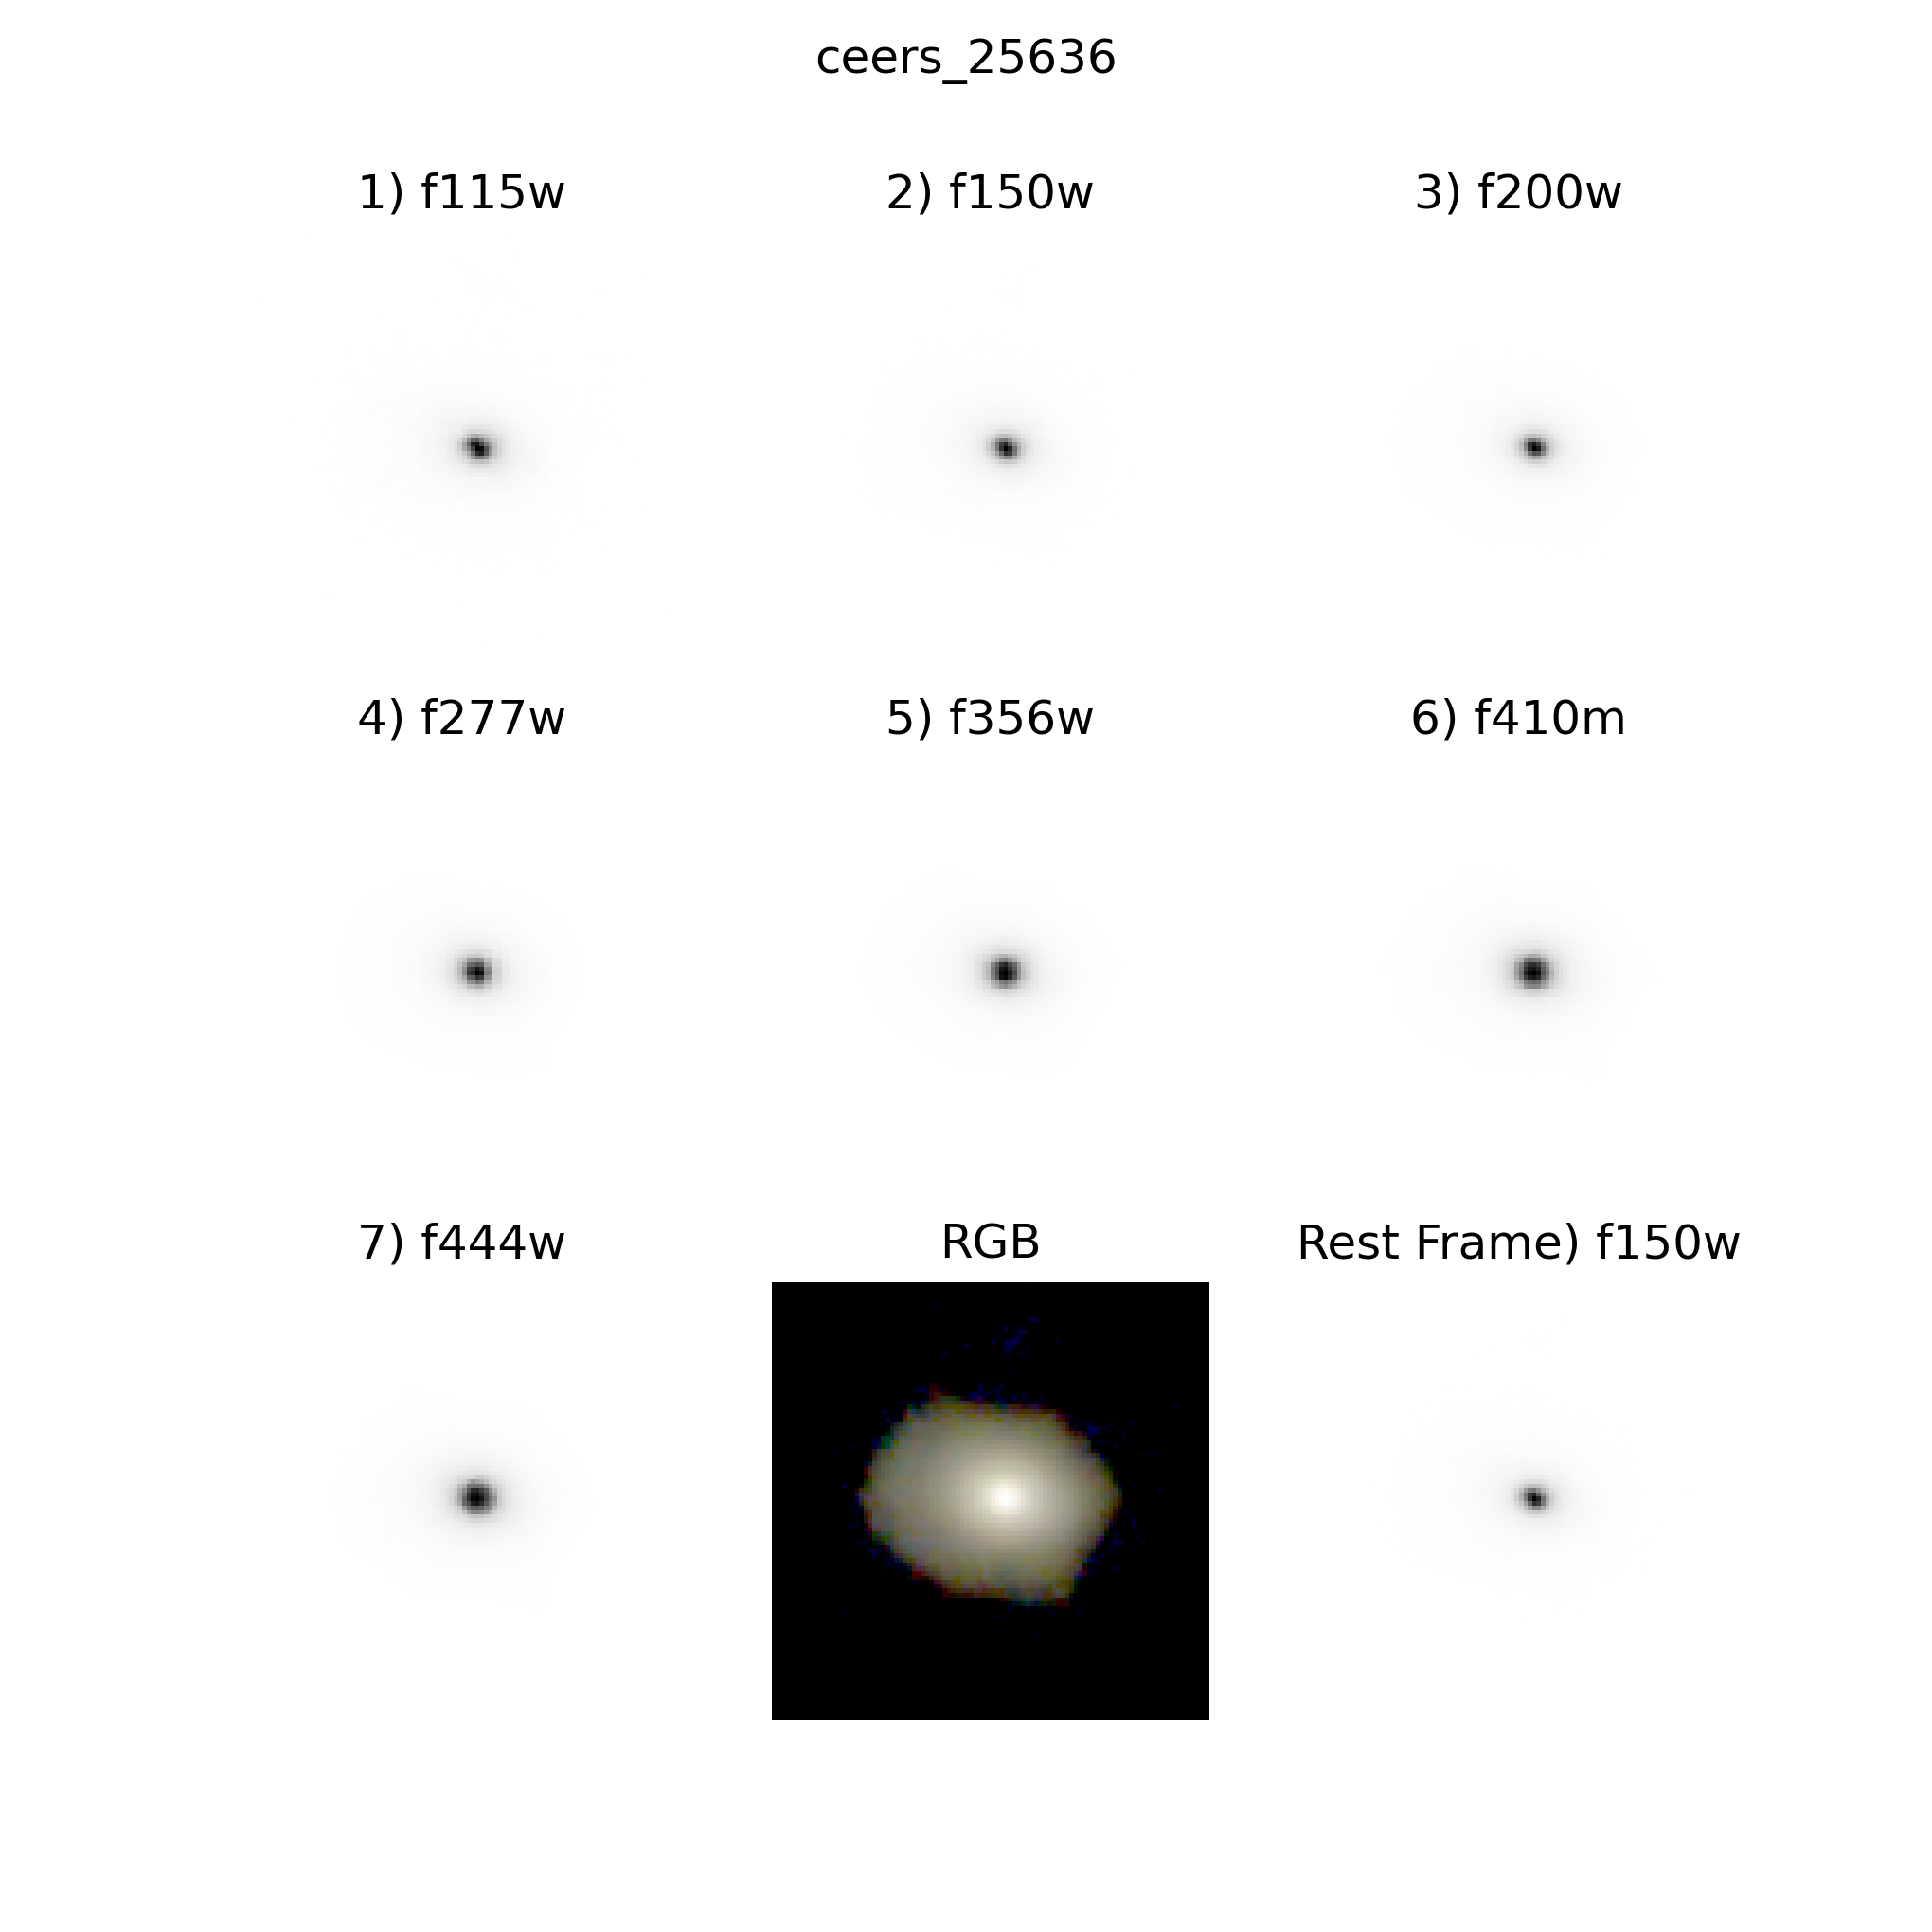 ceers_25636
1) f115w
2) f150w
3) f200w
4) f277w
5) f356w
6) f410m
7) f444w
RGB
Rest Frame) f150w